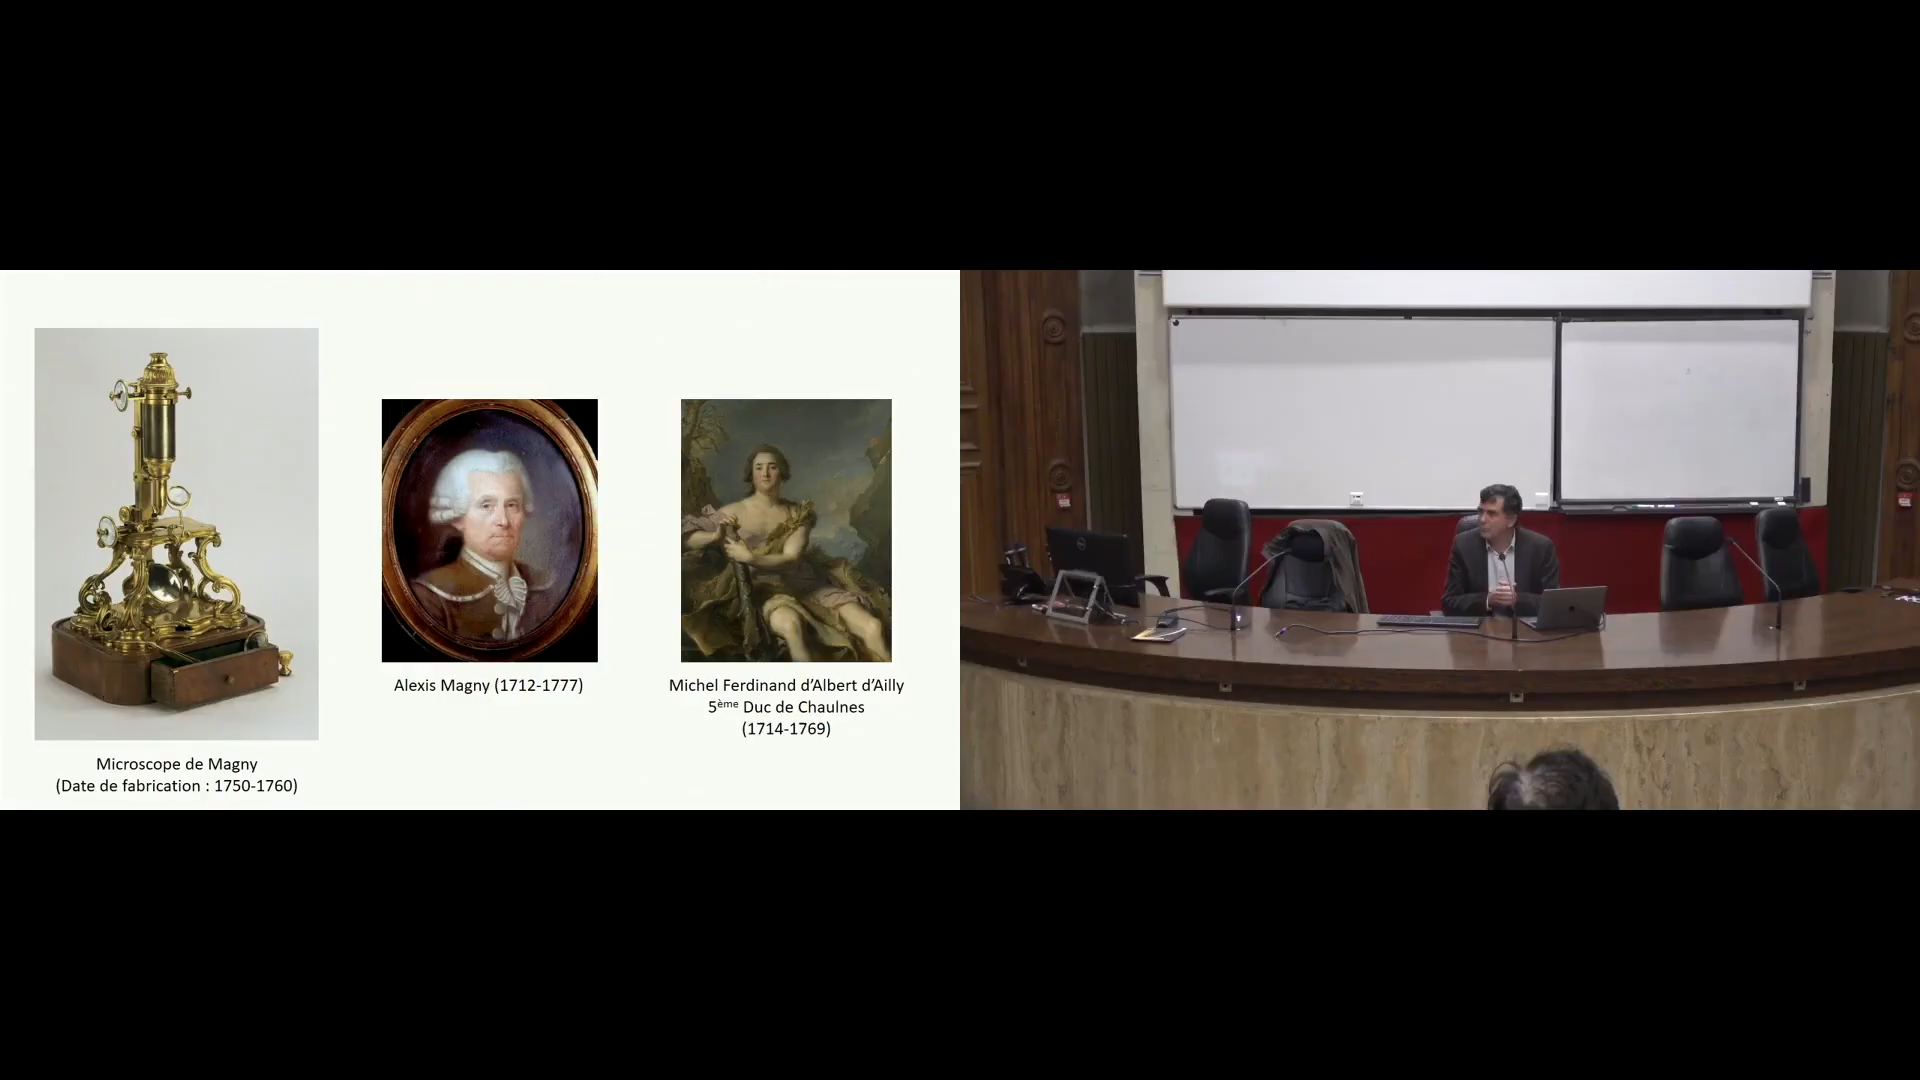 Microscope de Magny
(Date de fabrication : 1750-1760)
Alexis Magny (1712-1777)
Michel Ferdinand d'Albert d'Ailly
5ème Duc de Chaulnes
(1714-1769)